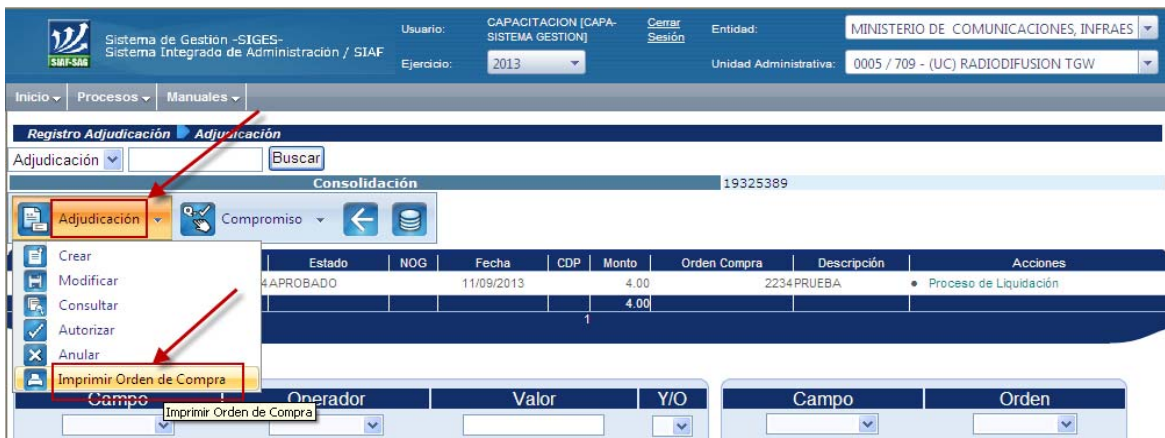 SIAF-SAG
Sistema de Gestión -SIGES-
Sistema Integrado de Administración / SIAF
Usuario:
CAPACITACION [CAPA-
SISTEMA GESTION]
Cerrar
Sesión
Entidad:
MINISTERIO DE COMUNICACIONES, INFRAES
Ejercicio:
2013
Unidad Administrativa:
0005 / 709 - (UC) RADIODIFUSION TGW
Inicio Procesos Manuales
Registro Adjudicación Adjudicación
Adjudicación Buscar
Consolidación 19325389
Adjudicación Compromiso
Crear
Modificar
Consultar
Autorizar
Anular
Imprimir Orden de Compra
Imprimir Orden de Compra
Estado NOG Fecha CDP Monto Orden Compra Descripción Acciones
4 APROBADO 11/09/2013 4.00 2234 PRUEBA Proceso de Liquidación
4.00
1
Campo Operador Valor Y/O Campo Orden